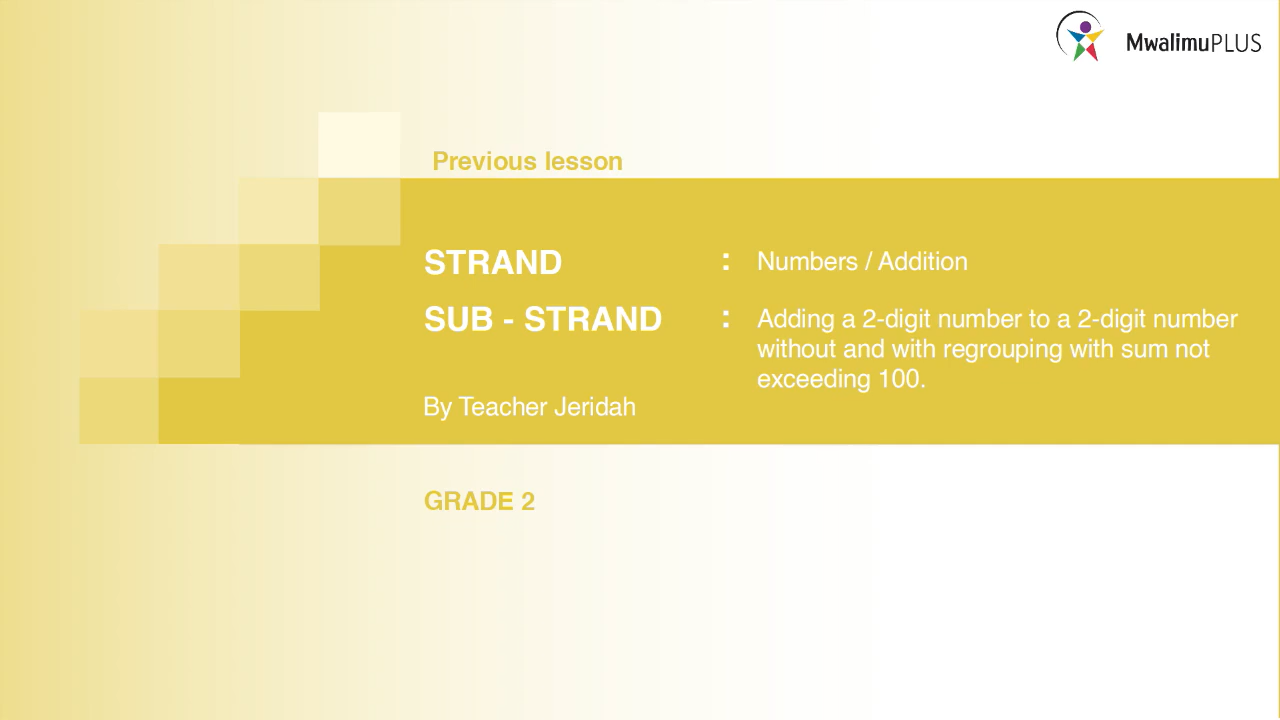 MwalimuPLUS
Previous lesson
STRAND : Numbers / Addition
SUB - STRAND : Adding a 2-digit number to a 2-digit number
without and with regrouping with sum not
exceeding 100.
By Teacher Jeridah
GRADE 2